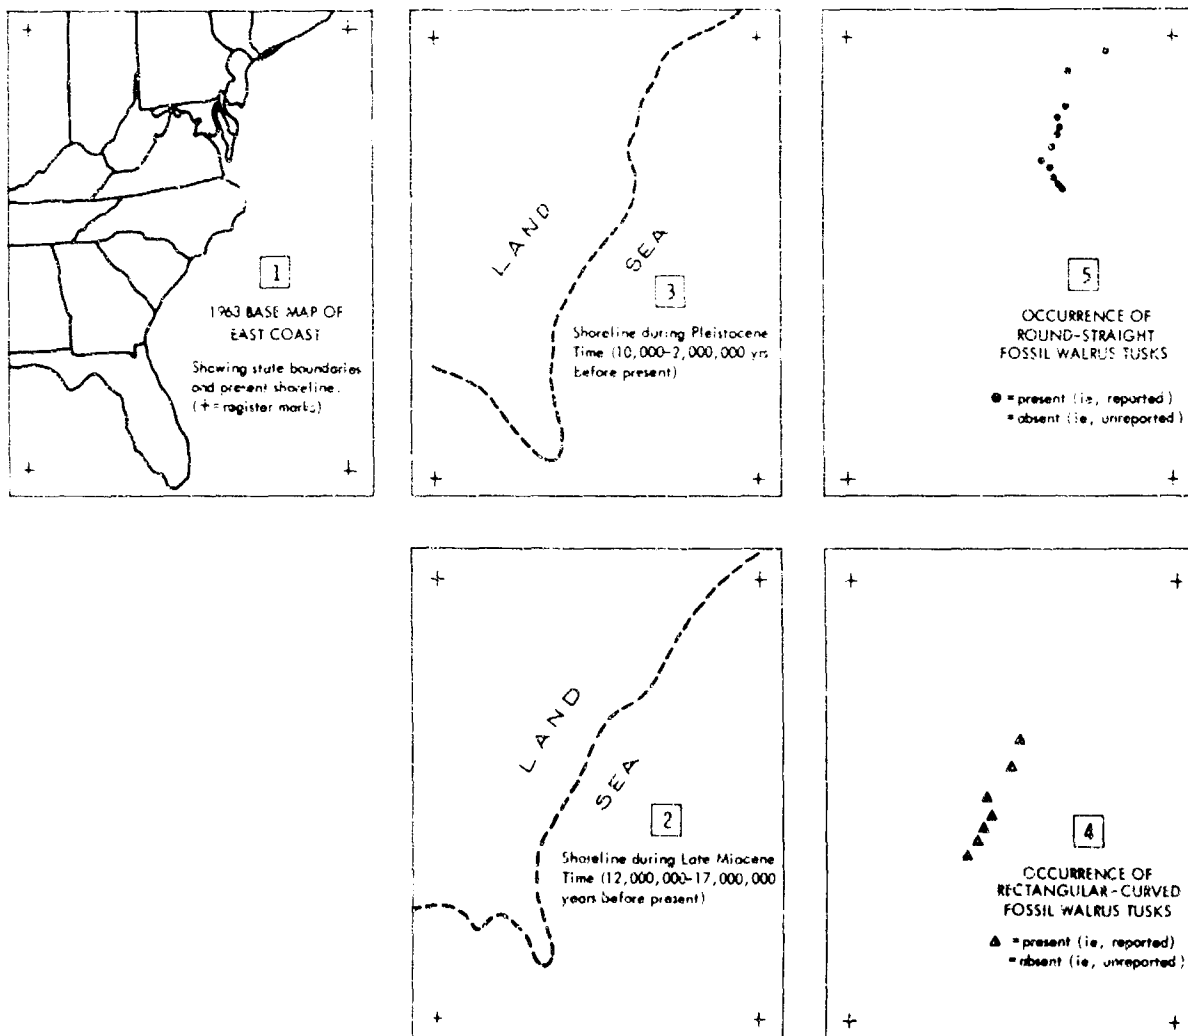 1
1963 BASE MAP OF
EAST COAST
Showing state boundaries
and present shoreline.
(+ = register marks)
LAND
SEA
3
Shoreline during Pleistocene
Time (10,000-2,000,000 yrs
before present)
5
OCCURRENCE OF
ROUND-STRAIGHT
FOSSIL WALRUS TUSKS
● = present (ie, reported)
= absent (ie, unreported)
LAND
SEA
2
Shoreline during Late Miocene
Time (12,000,000-17,000,000
years before present)
4
OCCURRENCE OF
RECTANGULAR-CURVED
FOSSIL WALRUS TUSKS
▲ = present (ie, reported)
= absent (ie, unreported)